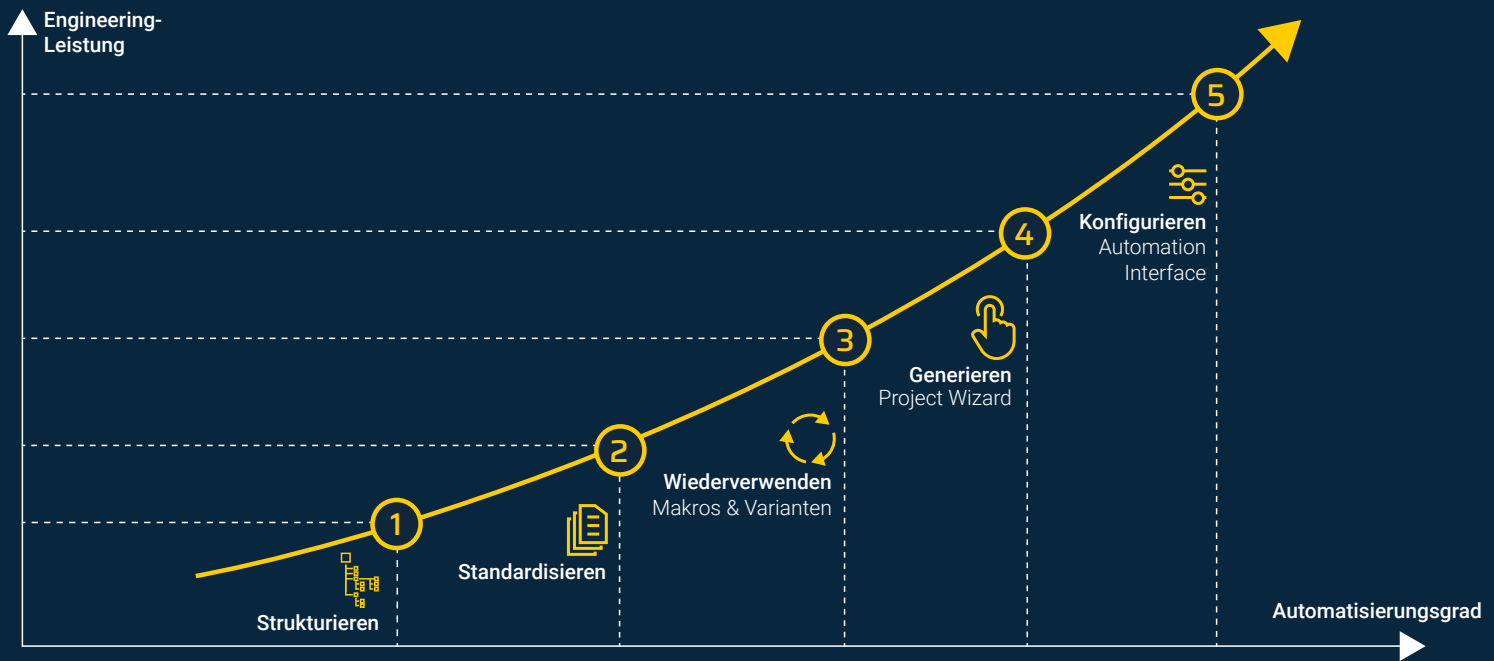 Engineering-
Leistung
5
Konfigurieren
Automation
Interface
4
Generieren
Project Wizard
3
Wiederverwenden
Makros & Varianten
2
Standardisieren
1
Strukturieren
Automatisierungsgrad